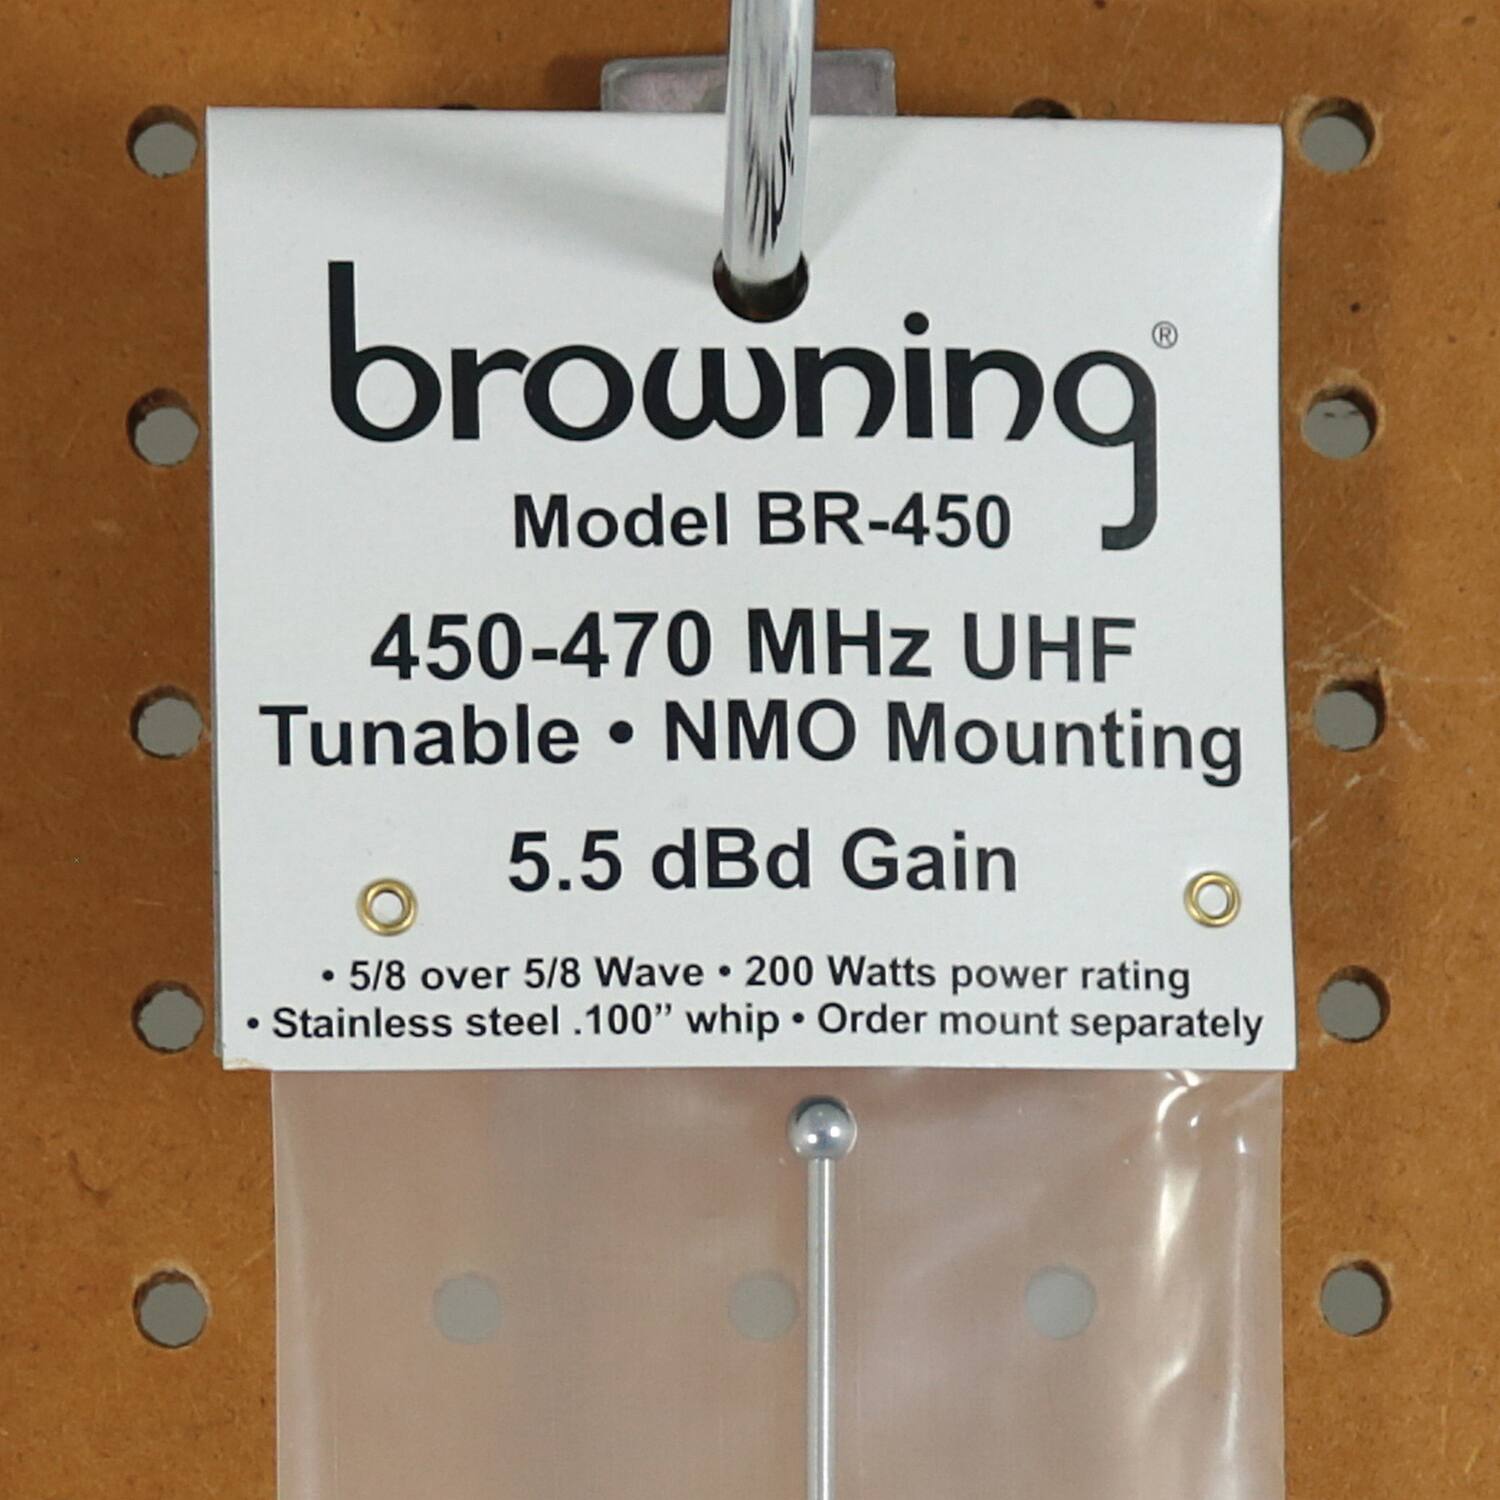 browning®
Model BR-450
450-470 MHz UHF
Tunable • NMO Mounting
5.5 dBd Gain
• 5/8 over 5/8 Wave • 200 Watts power rating
• Stainless steel .100” whip • Order mount separately